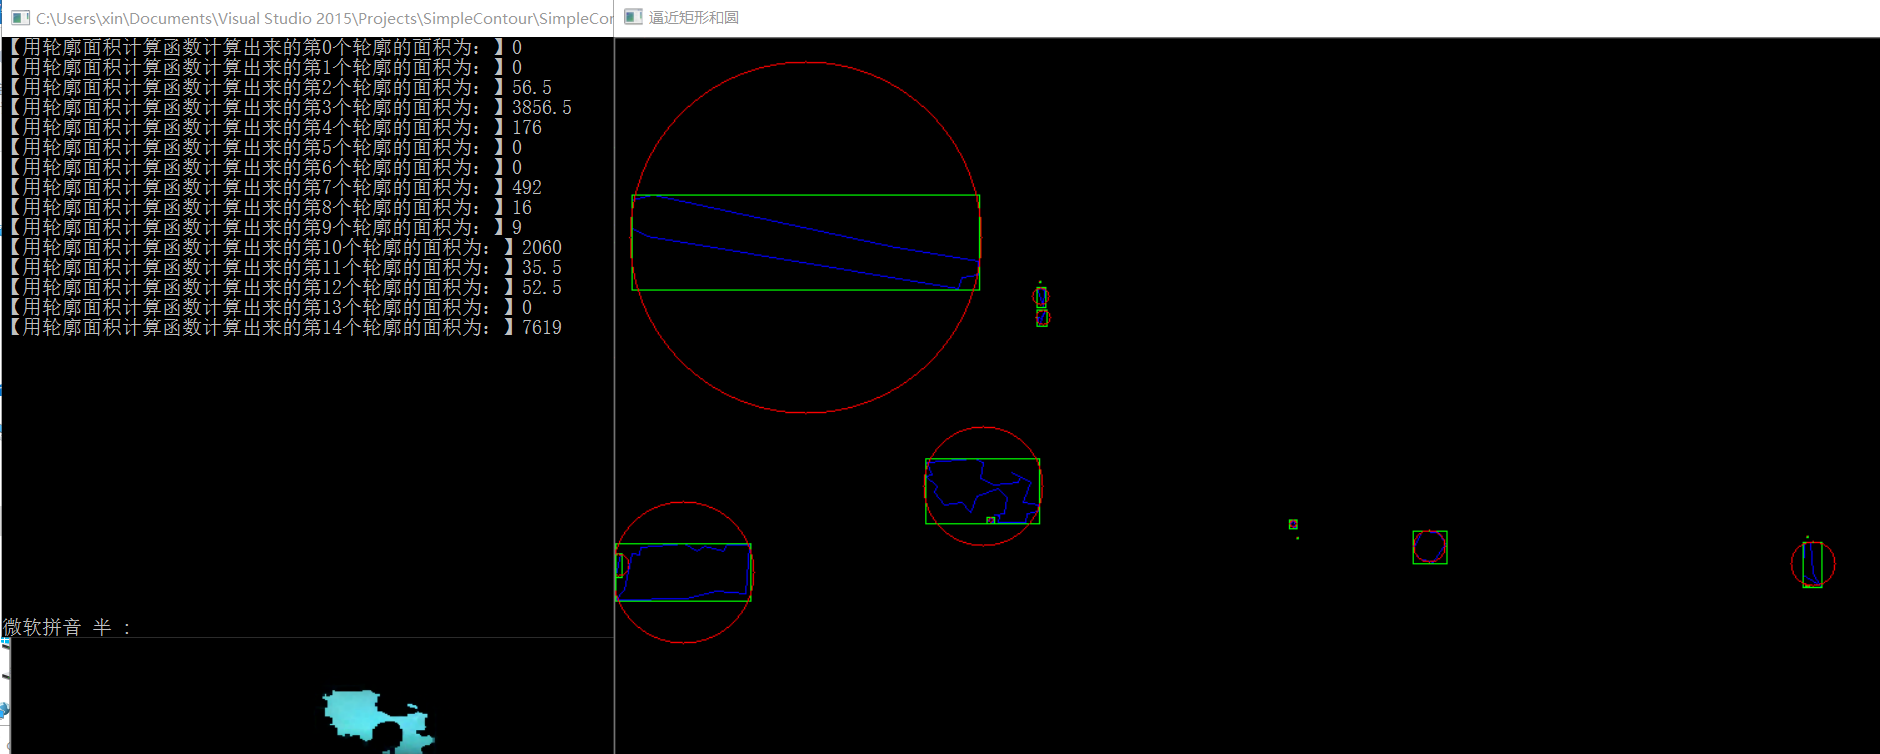 C:\Users\xin\Documents\Visual Studio 2015\Projects\SimpleContour\SimpleCon
逼近矩形和圆
【用轮廓面积计算函数计算出来的第0个轮廓的面积为：】0
【用轮廓面积计算函数计算出来的第1个轮廓的面积为：】0
【用轮廓面积计算函数计算出来的第2个轮廓的面积为：】56.5
【用轮廓面积计算函数计算出来的第3个轮廓的面积为：】3856.5
【用轮廓面积计算函数计算出来的第4个轮廓的面积为：】176
【用轮廓面积计算函数计算出来的第5个轮廓的面积为：】0
【用轮廓面积计算函数计算出来的第6个轮廓的面积为：】0
【用轮廓面积计算函数计算出来的第7个轮廓的面积为：】492
【用轮廓面积计算函数计算出来的第8个轮廓的面积为：】16
【用轮廓面积计算函数计算出来的第9个轮廓的面积为：】9
【用轮廓面积计算函数计算出来的第10个轮廓的面积为：】2060
【用轮廓面积计算函数计算出来的第11个轮廓的面积为：】35.5
【用轮廓面积计算函数计算出来的第12个轮廓的面积为：】52.5
【用轮廓面积计算函数计算出来的第13个轮廓的面积为：】0
【用轮廓面积计算函数计算出来的第14个轮廓的面积为：】7619
微软拼音 半 ：